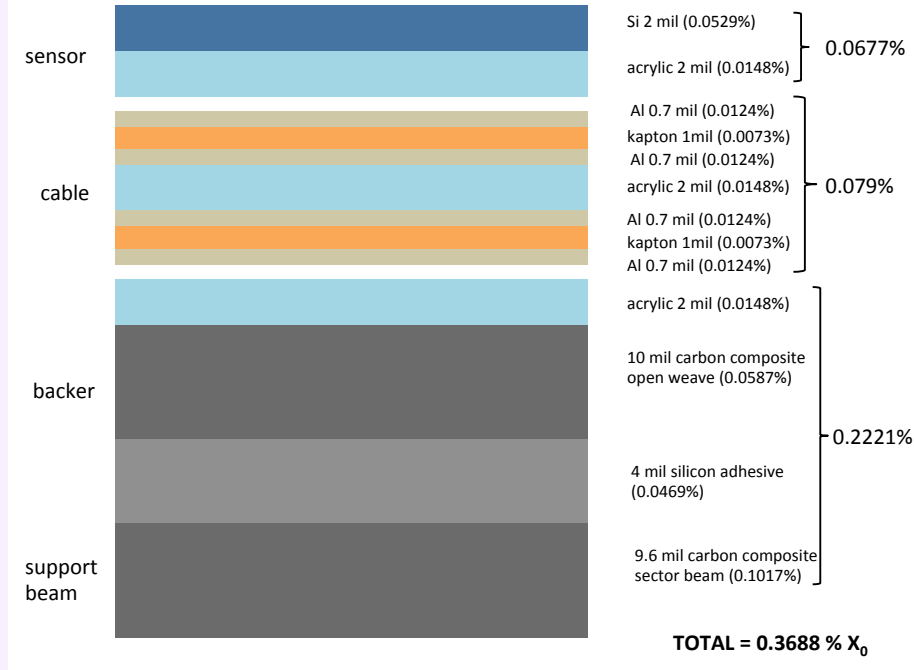 sensor
Si 2 mil (0.0529%)
acrylic 2 mil (0.0148%)
0.0677%
cable
Al 0.7 mil (0.0124%)
kapton 1mil (0.0073%)
Al 0.7 mil (0.0124%)
acrylic 2 mil (0.0148%)
Al 0.7 mil (0.0124%)
kapton 1mil (0.0073%)
Al 0.7 mil (0.0124%)
0.079%
backer
acrylic 2 mil (0.0148%)
10 mil carbon composite
open weave (0.0587%)
4 mil silicon adhesive
(0.0469%)
support
beam
9.6 mil carbon composite
sector beam (0.1017%)
0.2221%
TOTAL = 0.3688 % X₀